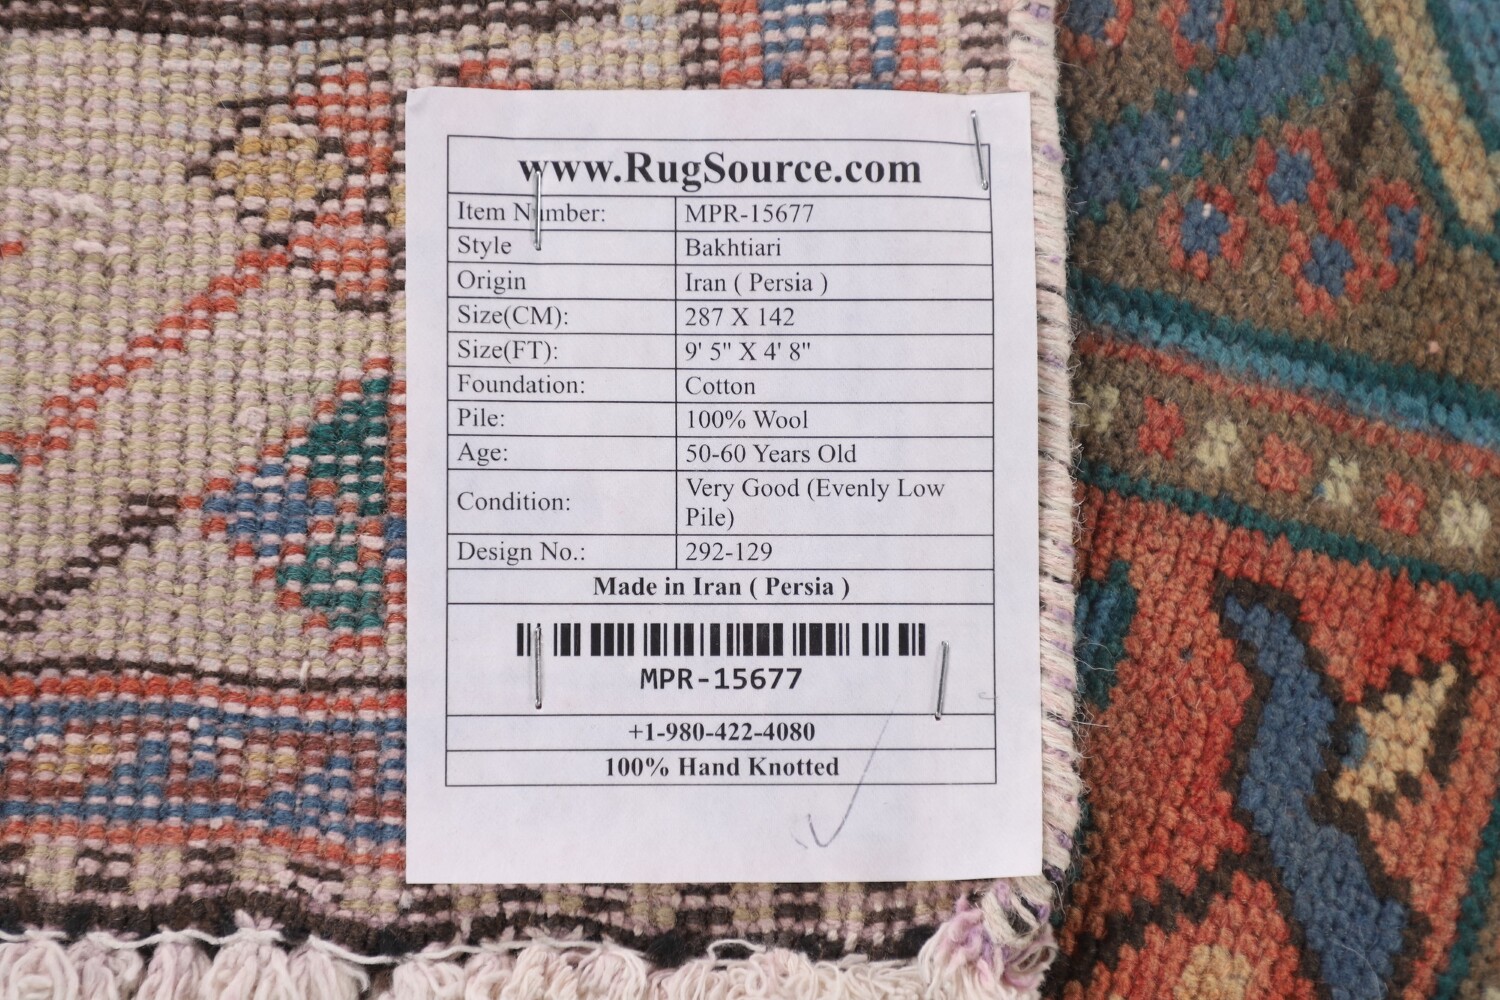 www.RugSource.com
Item Number: MPR-15677
Style Bakhtiari
Origin Iran ( Persia )
Size(CM): 287 X 142
Size(FT): 9' 5" X 4' 8"
Foundation: Cotton
Pile: 100% Wool
Age: 50-60 Years Old
Condition: Very Good (Evenly Low
Pile)
Design No.: 292-129
Made in Iran ( Persia )
MPR-15677
+1-980-422-4080
100% Hand Knotted